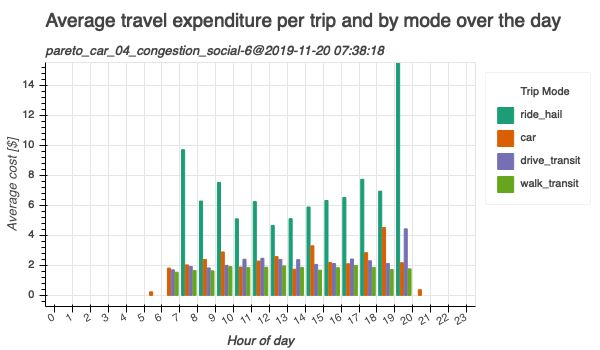 Average travel expenditure per trip and by mode over the day
pareto_car_04_congestion_social-6@2019-11-20 07:38:18
Average cost [$]
14
12
10
8
6
4
2
0
0 1 2 3 4 5 6 7 8 9 10 11 12 13 14 15 16 17 18 19 20 21 22 23
Hour of day
Trip Mode
ride_hail
car
drive_transit
walk_transit